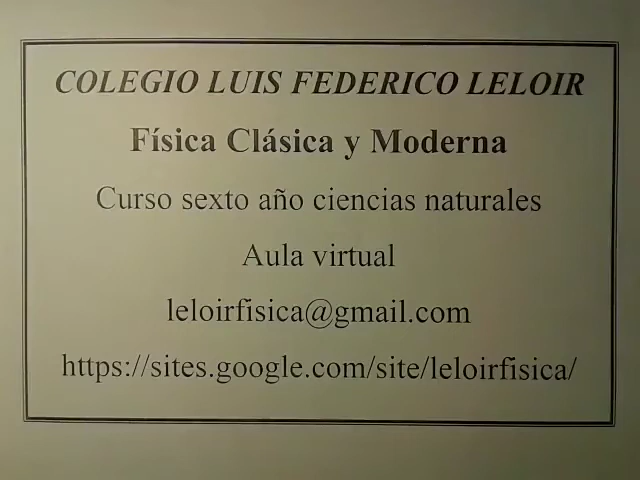 COLEGIO LUIS FEDERICO LELOIR
Física Clásica y Moderna
Curso sexto año ciencias naturales
Aula virtual
leloirfisica@gmail.com
https://sites.google.com/site/leloirfisica/